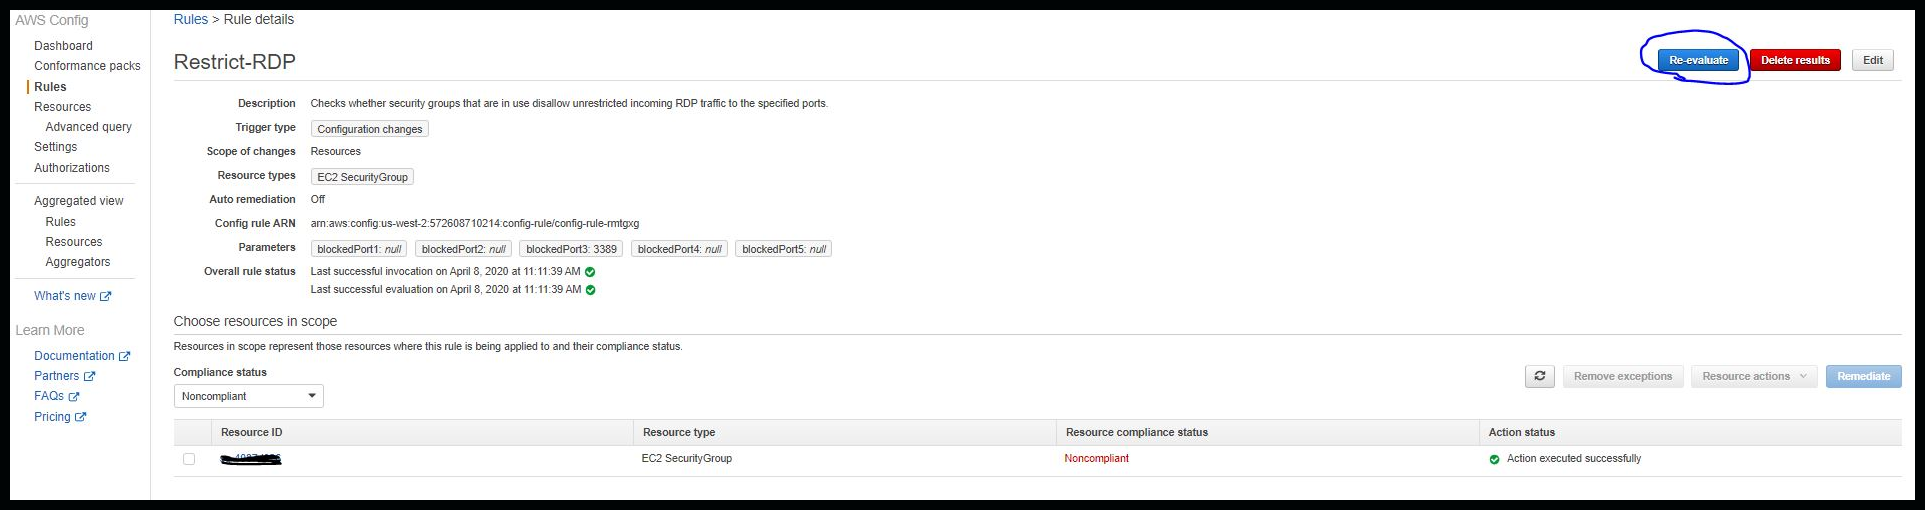 AWS Config
Dashboard
Conformance packs
Rules
Resources
Advanced query
Settings
Authorizations
Aggregated view
Rules
Resources
Aggregators
What's new
Learn More
Documentation
Partners
FAQs
Pricing
Rules > Rule details
Restrict-RDP
Re-evaluate Delete results Edit
Description Checks whether security groups that are in use disallow unrestricted incoming RDP traffic to the specified ports.
Trigger type Configuration changes
Scope of changes Resources
Resource types EC2 SecurityGroup
Auto remediation Off
Config rule ARN arn:aws:config:us-west-2:572608710214:config-rule/config-rule-rmtgxg
Parameters blockedPort1: null blockedPort2: null blockedPort3: 3389 blockedPort4: null blockedPort5: null
Overall rule status Last successful invocation on April 8, 2020 at 11:11:39 AM
Last successful evaluation on April 8, 2020 at 11:11:39 AM
Choose resources in scope
Resources in scope represent those resources where this rule is being applied to and their compliance status.
Compliance status
Noncompliant
Remove exceptions Resource actions Remediate
Resource ID Resource type Resource compliance status Action status
EC2 SecurityGroup Noncompliant Action executed successfully